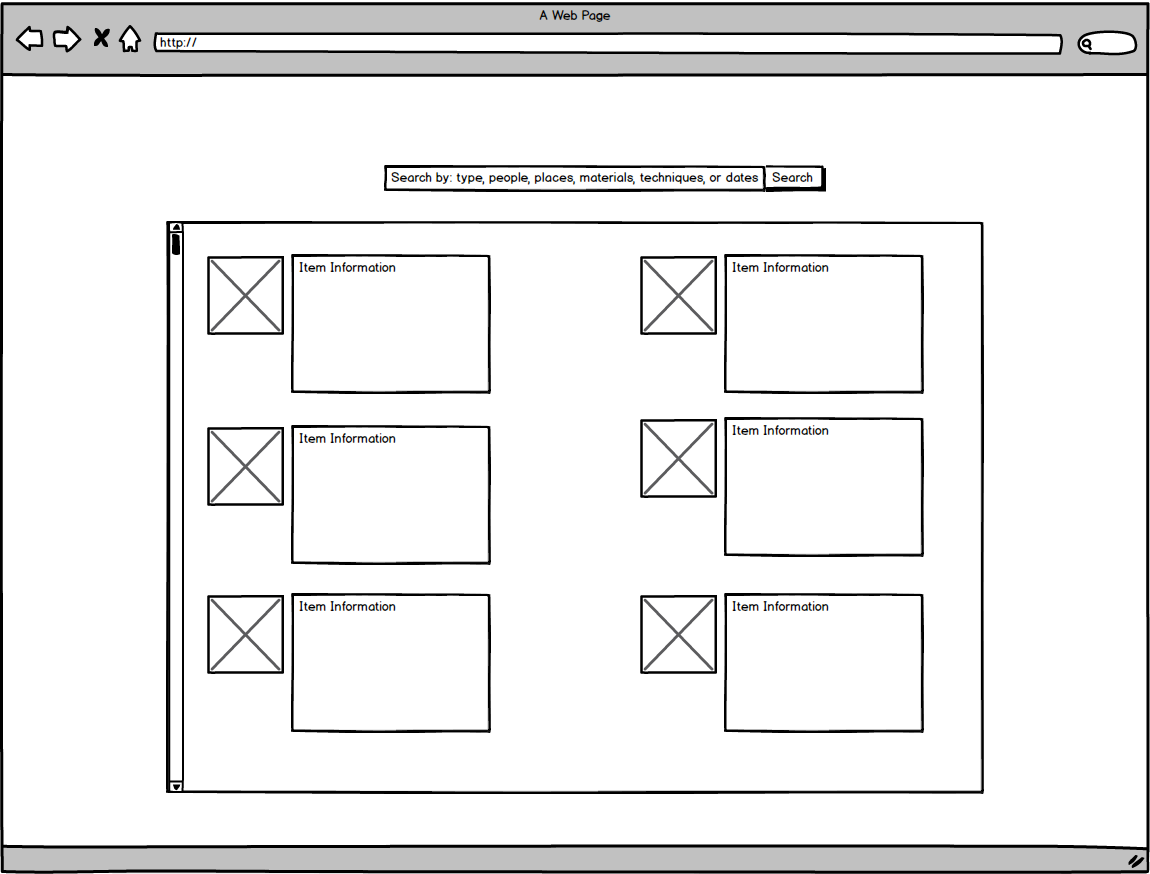 A Web Page
http://
Search by: type, people, places, materials, techniques, or dates Search
Item Information
Item Information
Item Information
Item Information
Item Information
Item Information